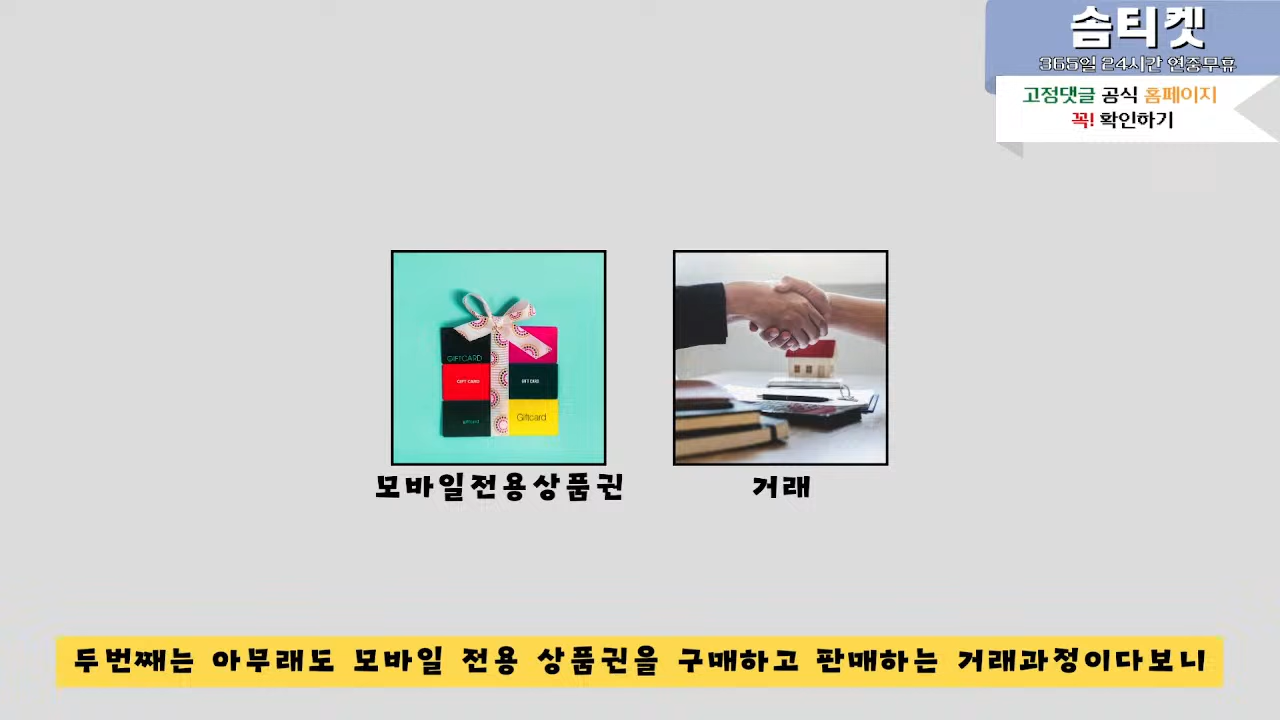 솜티켓
365일 24시간 연중무휴
고정댓글 공식 홈페이지
꼭! 확인하기
GIFTCARD
GIFT CARD
GIFT CARD
giftcard
Giftcard
모바일전용상품권
거래
두번째는 아무래도 모바일 전용 상품권을 구매하고 판매하는 거래과정이다보니